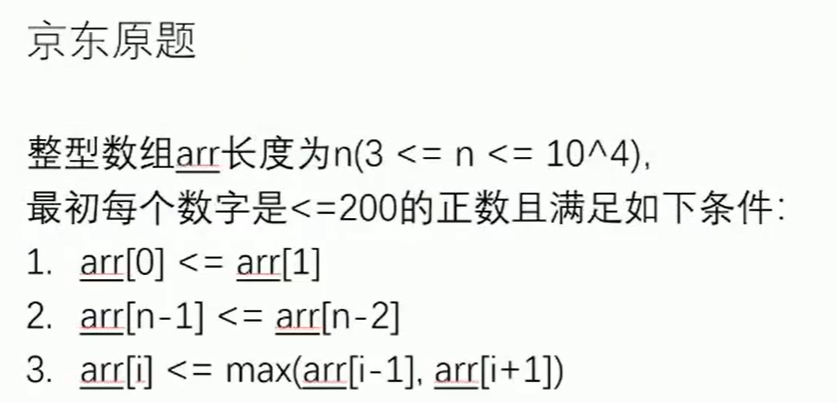 京东原题
整型数组arr长度为n(3 <= n <= 10^4),
最初每个数字是<=200的正数且满足如下条件:
1. arr[0] <= arr[1]
2. arr[n-1] <= arr[n-2]
3. arr[i] <= max(arr[i-1], arr[i+1])